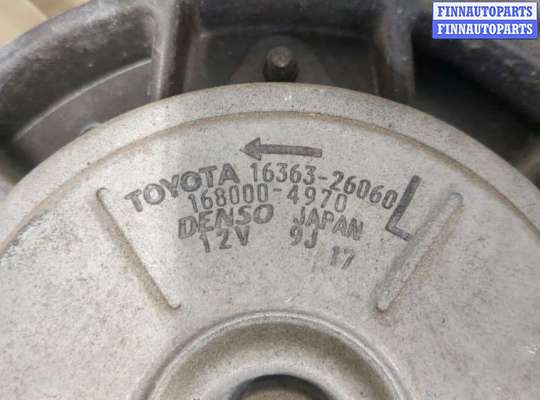 FINNAUTOPARTS
FINNAUTOPARTS
TOYOTA 16363-26060 L
168000-4970
DENSO JAPAN
12V 9J
17